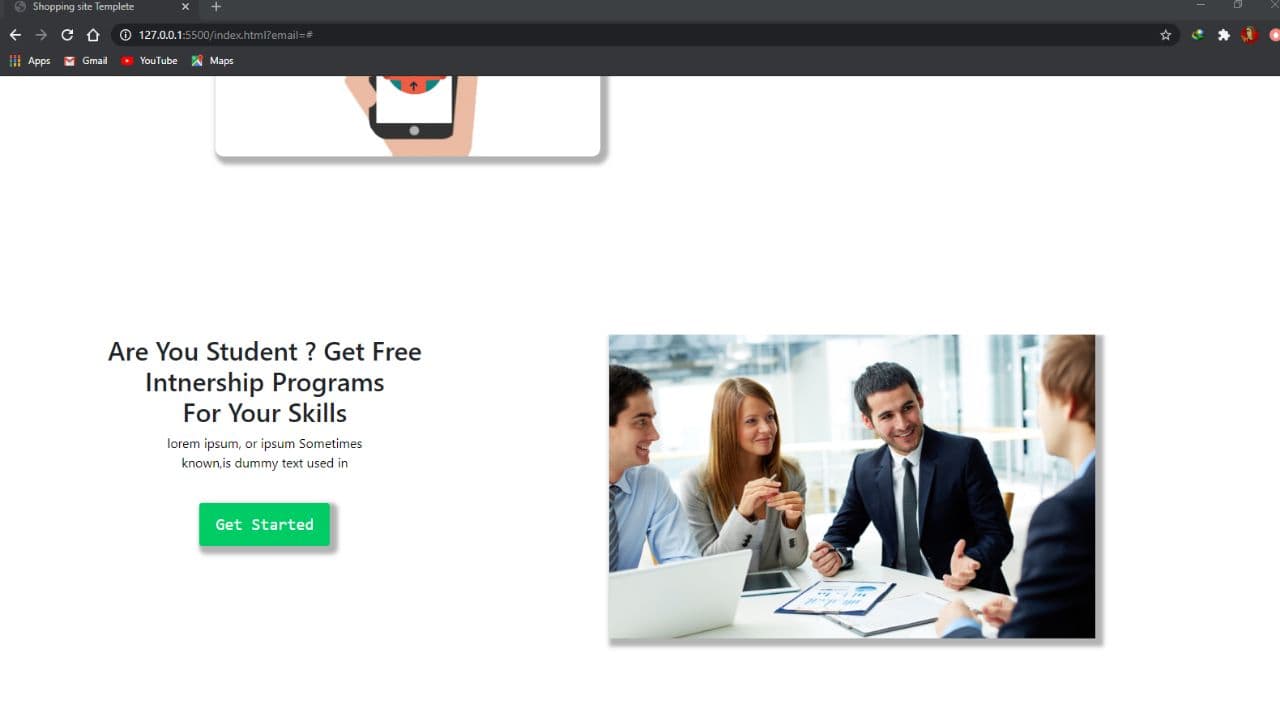 Shopping site Templete
127.0.0.1:5500/index.html?email=#
Apps Gmail YouTube Maps
Are You Student ? Get Free
Intnership Programs
For Your Skills
lorem ipsum, or ipsum Sometimes
known,is dummy text used in
Get Started